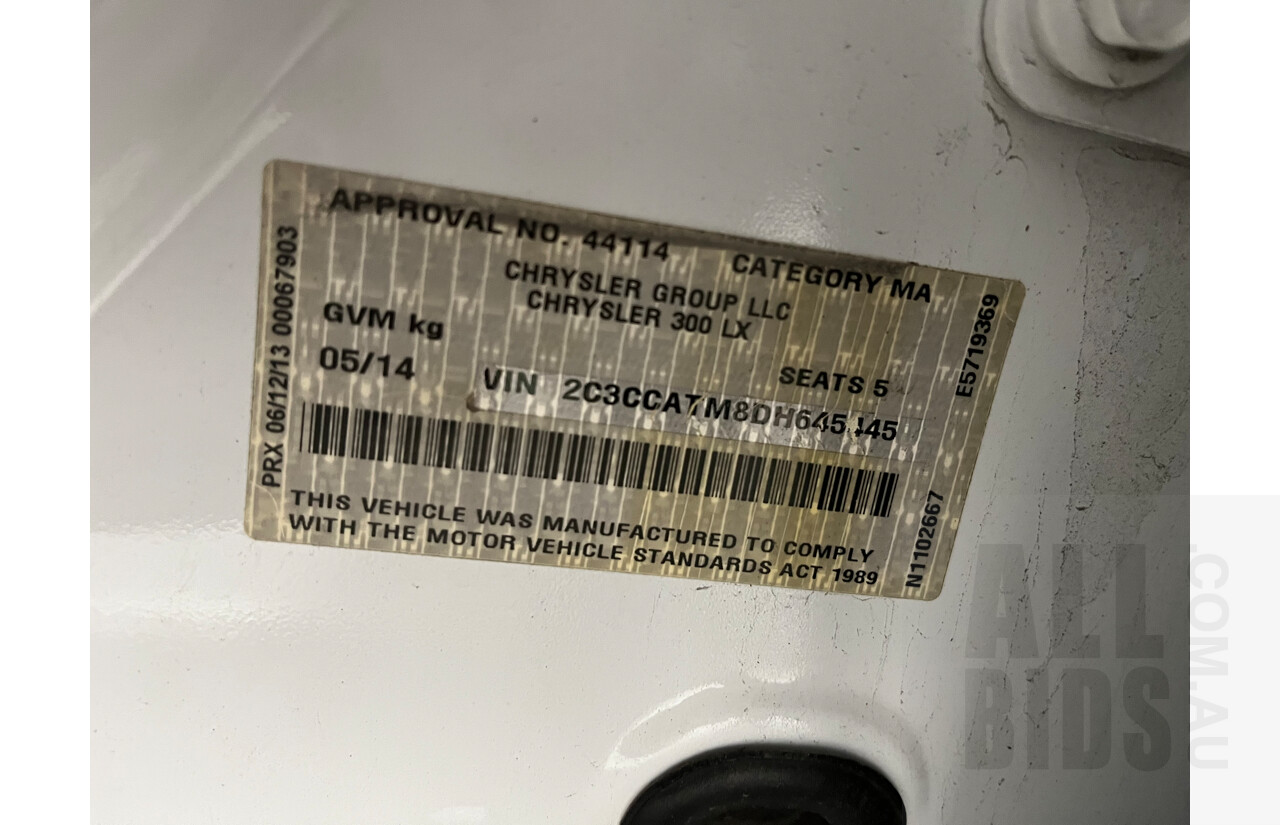 APPROVAL NO. 44114 CATEGORY MA
CHRYSLER GROUP LLC
CHRYSLER 300 LX
GVM kg
SEATS 5
05/14
VIN
THIS VEHICLE WAS MANUFACTURED TO COMPLY
WITH THE MOTOR VEHICLE STANDARDS ACT 1989
PRX 06/12/13 00067903
E5719369
N1102667
ALL
BIDS
.COM.AU